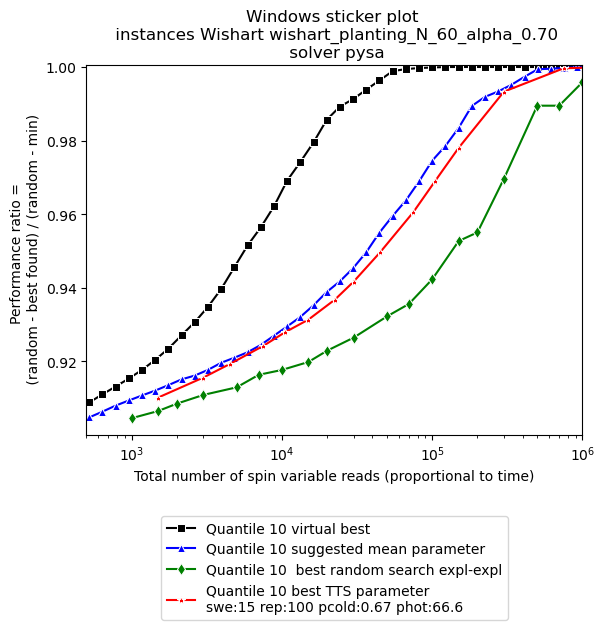 Windows sticker plot
instances Wishart wishart_planting_N_60_alpha_0.70
solver pysa
Performance ratio =
(random - best found) / (random - min)
1.00
0.98
0.96
0.94
0.92
10^3
10^4
10^5
10^6
Total number of spin variable reads (proportional to time)
Quantile 10 virtual best
Quantile 10 suggested mean parameter
Quantile 10  best random search expl-expl
Quantile 10 best TTS parameter
swe:15 rep:100 pcold:0.67 phot:66.6